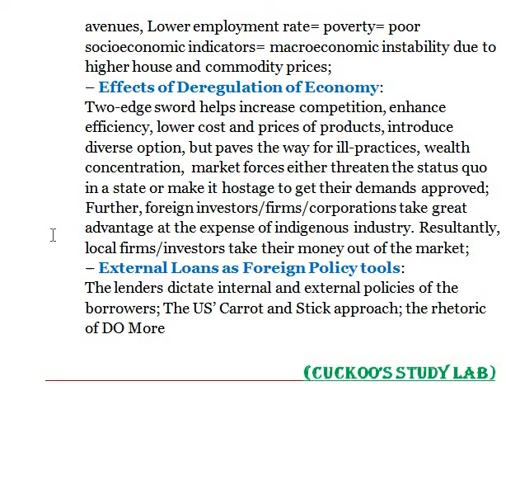 avenues, Lower employment rate= poverty= poor
socioeconomic indicators= macroeconomic instability due to
higher house and commodity prices;
– Effects of Deregulation of Economy:
Two-edge sword helps increase competition, enhance
efficiency, lower cost and prices of products, introduce
diverse option, but paves the way for ill-practices, wealth
concentration, market forces either threaten the status quo
in a state or make it hostage to get their demands approved;
Further, foreign investors/firms/corporations take great
advantage at the expense of indigenous industry. Resultantly,
local firms/investors take their money out of the market;
– External Loans as Foreign Policy tools:
The lenders dictate internal and external policies of the
borrowers; The US’ Carrot and Stick approach; the rhetoric
of DO More
(CUCKOO'S STUDY LAB)